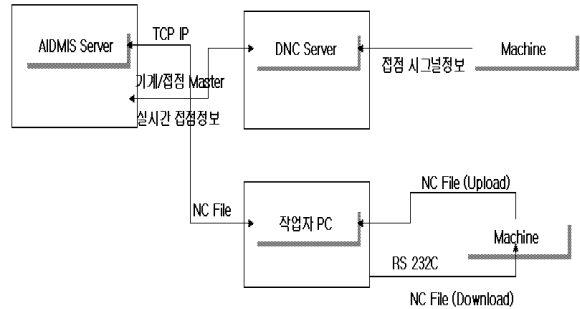 TCP IP
AIDMIS Server
DNC Server
Machine
기계/접점 Master
접점 시그널정보
실시간 접점정보
NC File (Upload)
NC File
작업자 PC
Machine
RS 232C
NC File (Download)